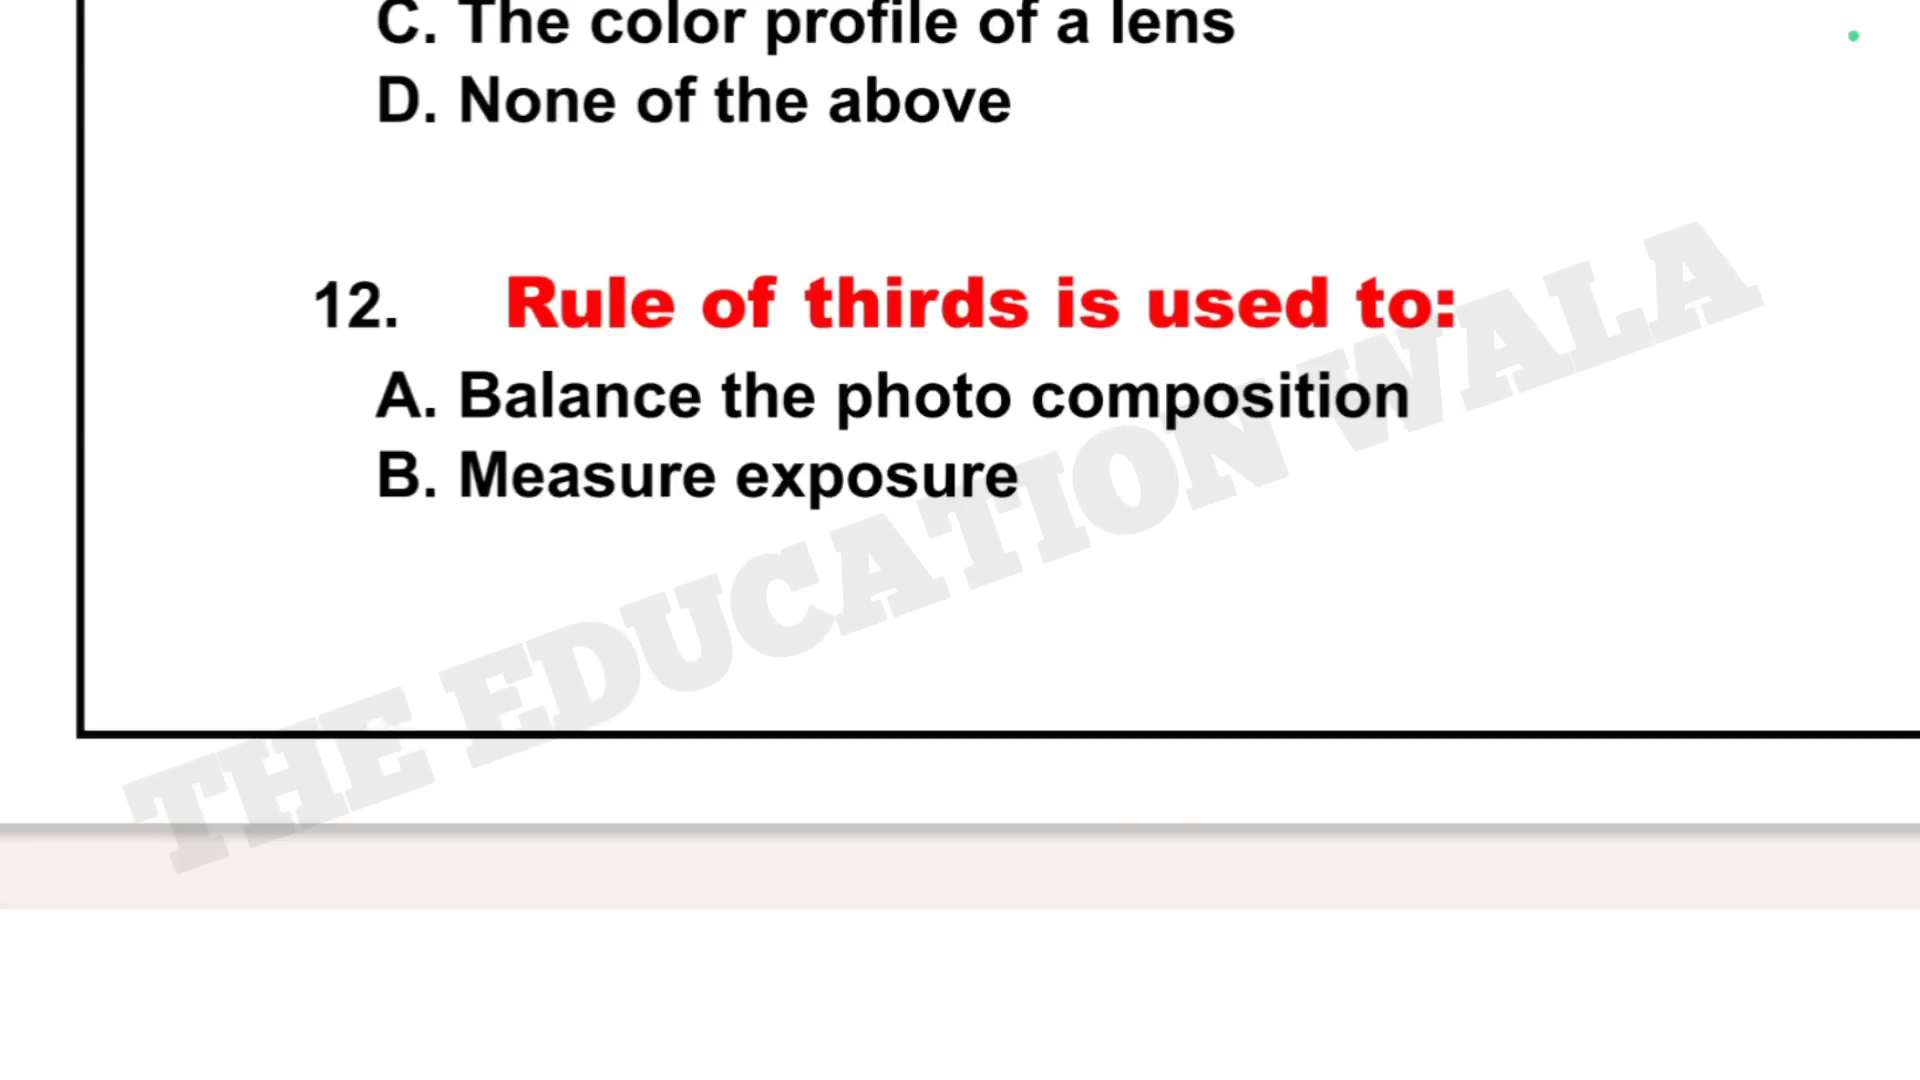 C. The color profile of a lens
D. None of the above
12. Rule of thirds is used to:
A. Balance the photo composition
B. Measure exposure
THE EDUCATION WALA